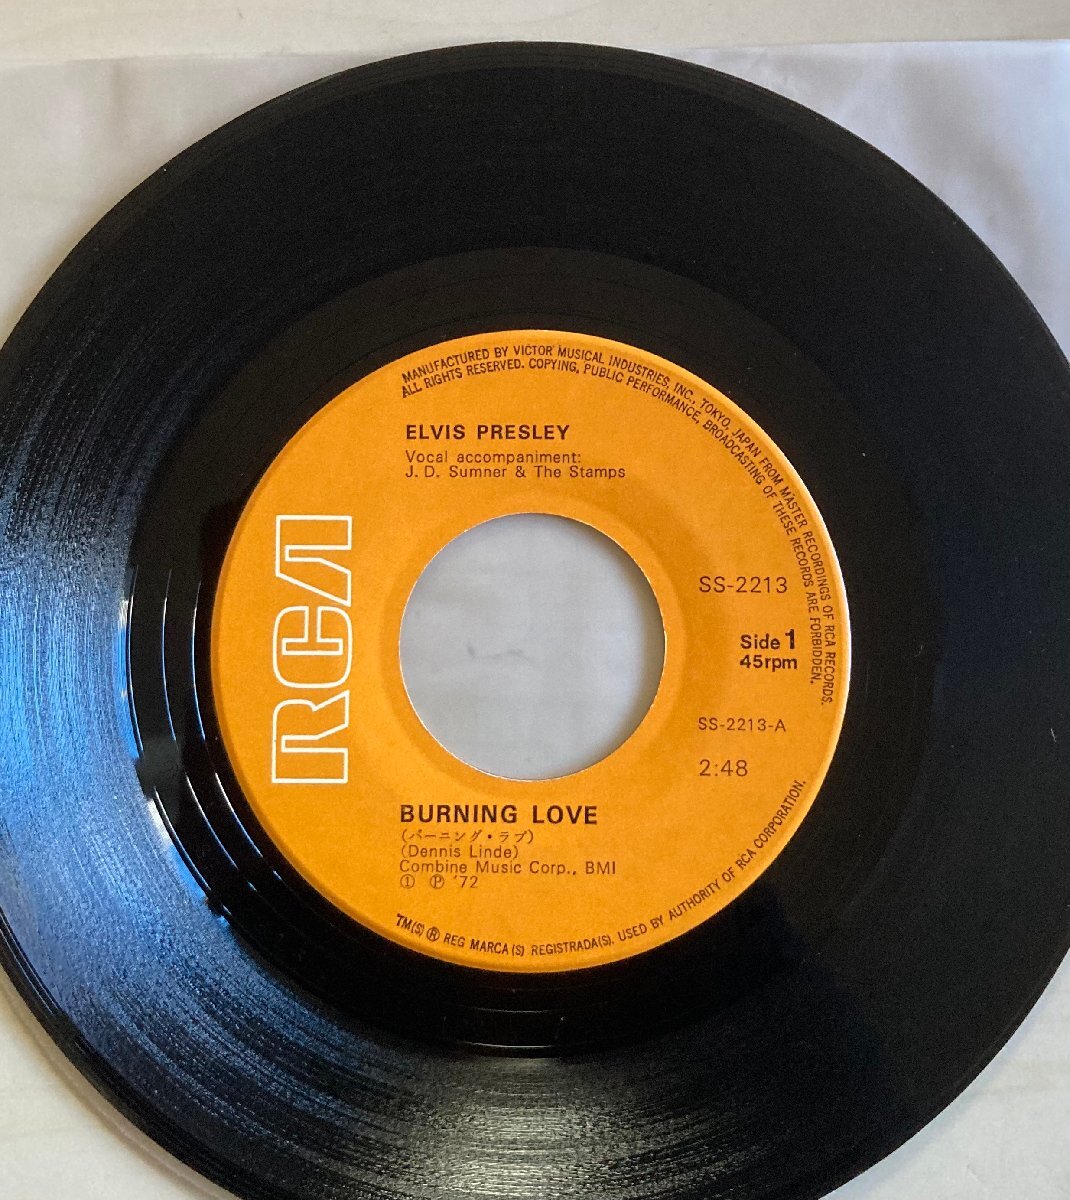 MANUFACTURED BY VICTOR MUSICAL INDUSTRIES, INC., TOKYO, JAPAN FROM MASTER RECORDINGS OF RCA RECORDS.
ALL RIGHTS RESERVED. COPYING, PUBLIC PERFORMANCE, BROADCASTING OF THESE RECORDS ARE FORBIDDEN.
ELVIS PRESLEY
Vocal accompaniment:
J. D. Sumner & The Stamps
RCA
SS-2213
Side 1
45rpm
SS-2213-A
2:48
BURNING LOVE
(バーニング・ラブ)
(Dennis Linde)
Combine Music Corp., BMI
Ⓘ Ⓟ '72
TM(S) ® REG MARCA(S) REGISTRADA(S). USED BY AUTHORITY OF RCA CORPORATION.